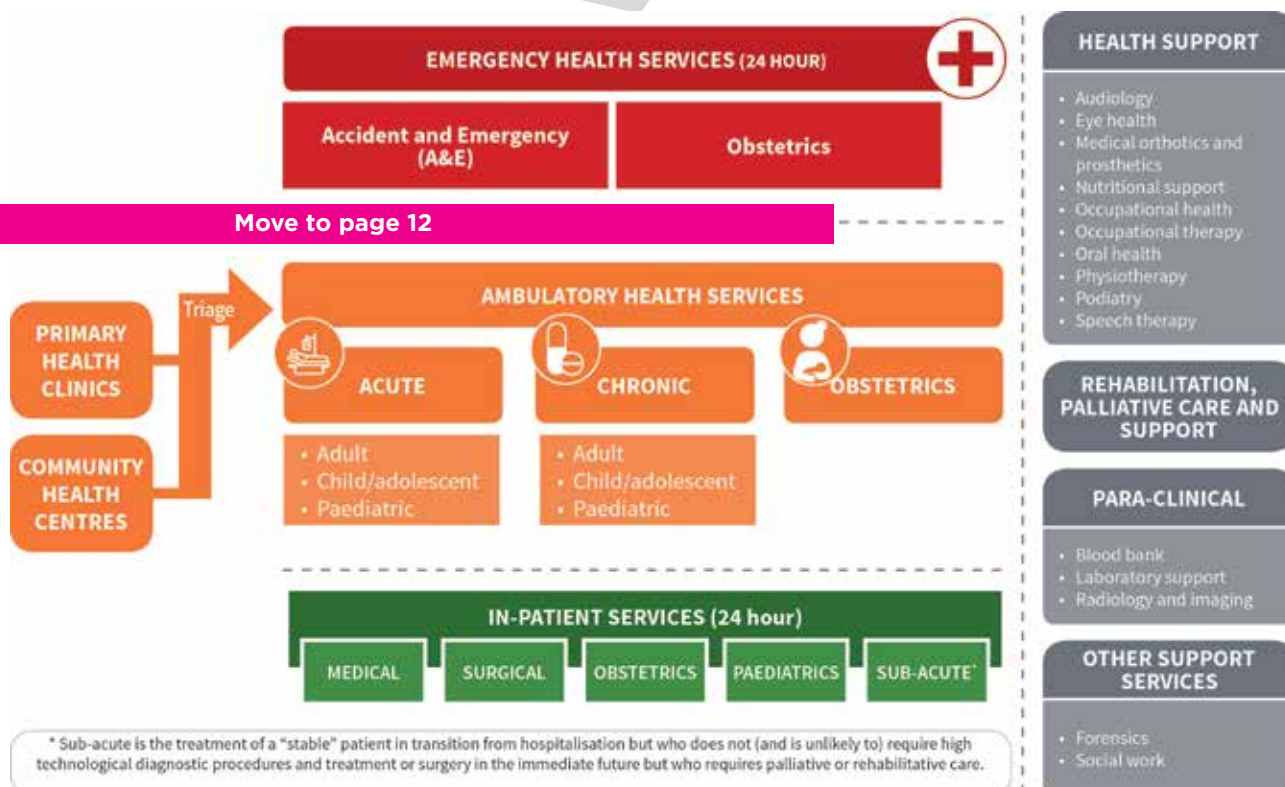 EMERGENCY HEALTH SERVICES (24 HOUR)
Accident and Emergency
(A&E)
Obstetrics
Move to page 12
PRIMARY
HEALTH
CLINICS
COMMUNITY
HEALTH
CENTRES
Triage
AMBULATORY HEALTH SERVICES
ACUTE
• Adult
• Child/adolescent
• Paediatric
CHRONIC
• Adult
• Child/adolescent
• Paediatric
OBSTETRICS
IN-PATIENT SERVICES (24 hour)
MEDICAL
SURGICAL
OBSTETRICS
PAEDIATRICS
SUB-ACUTE*
* Sub-acute is the treatment of a "stable" patient in transition from hospitalisation but who does not (and is unlikely to) require high
technological diagnostic procedures and treatment or surgery in the immediate future but who requires palliative or rehabilitative care.
HEALTH SUPPORT
• Audiology
• Eye health
• Medical orthotics and
prosthetics
• Nutritional support
• Occupational health
• Occupational therapy
• Oral health
• Physiotherapy
• Podiatry
• Speech therapy
REHABILITATION,
PALLIATIVE CARE AND
SUPPORT
PARA-CLINICAL
• Blood bank
• Laboratory support
• Radiology and imaging
OTHER SUPPORT
SERVICES
• Forensics
• Social work